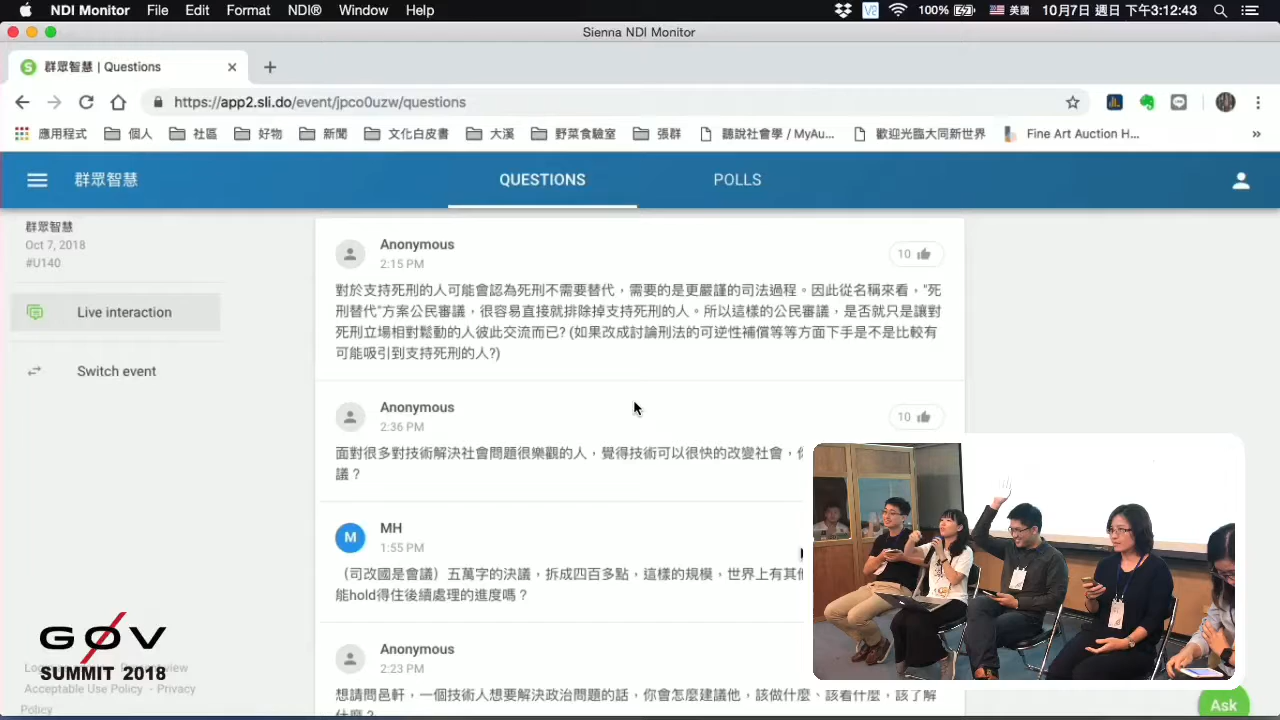 NDI Monitor File Edit Format NDI® Window Help 100% 美國 10月7日 週日 下午3:12:43
Sienna NDI Monitor
群眾智慧 | Questions
https://app2.sli.do/event/jpco0uzw/questions
應用程式 個人 社區 好物 新聞 文化白皮書 大溪 野菜食驗室 張群 聽說社會學 / MyAu... 歡迎光臨大同新世界 Fine Art Auction H... »
群眾智慧 QUESTIONS POLLS
群眾智慧
Oct 7, 2018
#U140
Live interaction
Switch event
Anonymous
2:15 PM
10
對於支持死刑的人可能會認為死刑不需要替代，需要的是更嚴謹的司法過程。因此從名稱來看，"死
刑替代"方案公民審議，很容易直接就排除掉支持死刑的人。所以這樣的公民審議，是否就只是讓對
死刑立場相對鬆動的人彼此交流而已? (如果改成討論刑法的可逆性補償等等方面下手是不是比較有
可能吸引到支持死刑的人?)
Anonymous
2:36 PM
10
面對很多對技術解決社會問題很樂觀的人，覺得技術可以很快的改變社會，
議？
M
MH
1:55 PM
（司改國是會議）五萬字的決議，拆成四百多點，這樣的規模，世界上有其
能hold得住後續處理的進度嗎？
Anonymous
2:23 PM
想請問邑軒，一個技術人想要解決政治問題的話，你會怎麼建議他，該做什麼、該看什麼，該了解
什麼？
GØV
SUMMIT 2018
Acceptable Use Policy - Privacy
Policy
Ask